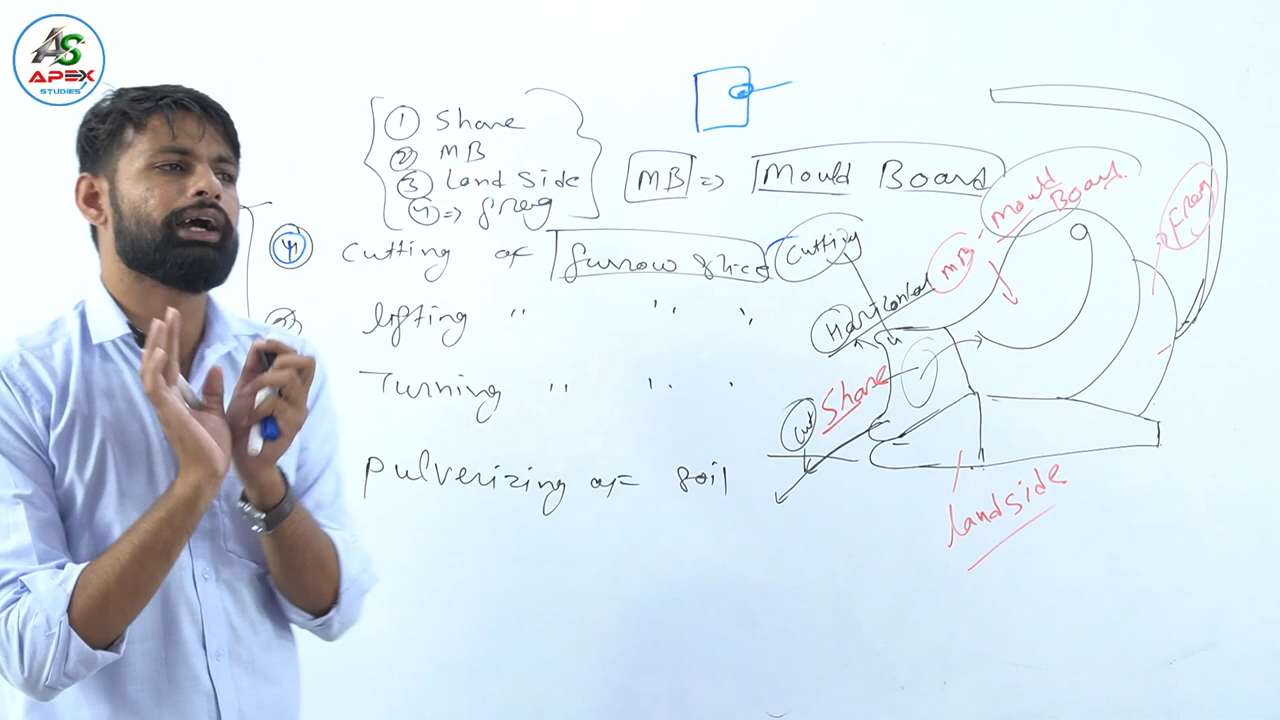 AS
APEX
STUDIES
① Share
② MB
③ Land Side
④ => frog
MB => Mould Board
④ Cutting of furrow slice
Cutting
lifting " " "
Turning " " "
Pulverizing of soil
Horizontal
MB - Mould Board
Frog
Cut
Share
Landside